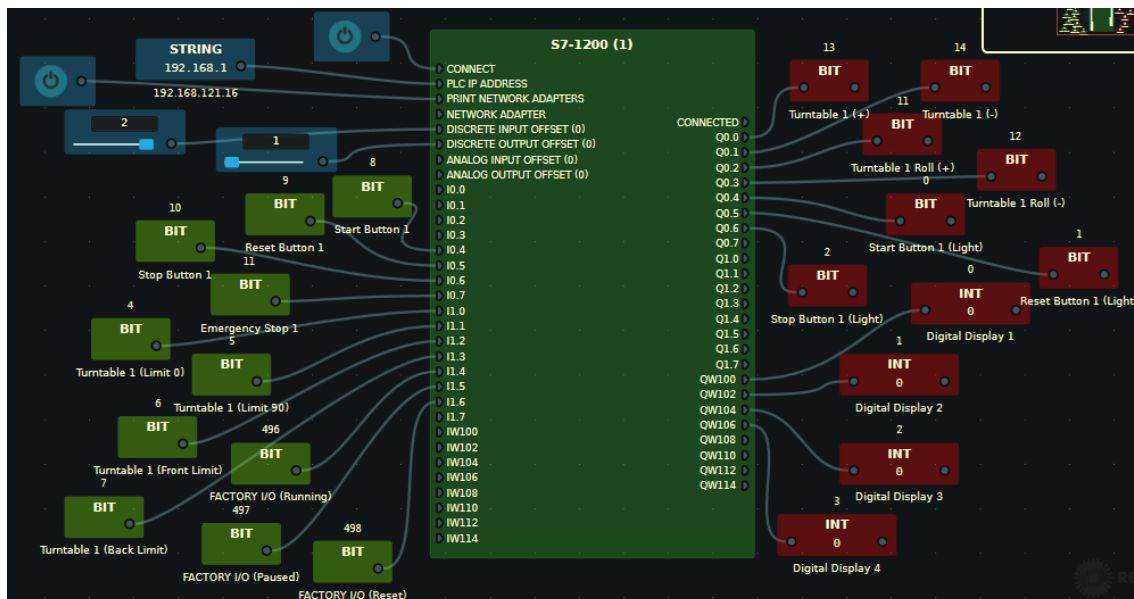 STRING
192.168.1
192.168.121.16
2
1
8
BIT
Start Button 1
9
BIT
Reset Button 1
10
BIT
Stop Button 1
11
BIT
Emergency Stop 1
4
BIT
Turntable 1 (Limit 0)
5
BIT
Turntable 1 (Limit 90)
6
BIT
Turntable 1 (Front Limit)
496
BIT
FACTORY I/O (Running)
7
BIT
Turntable 1 (Back Limit)
497
BIT
FACTORY I/O (Paused)
498
BIT
FACTORY I/O (Reset)
S7-1200 (1)
CONNECT
PLC IP ADDRESS
PRINT NETWORK ADAPTERS
NETWORK ADAPTER
DISCRETE INPUT OFFSET (0)
DISCRETE OUTPUT OFFSET (0)
ANALOG INPUT OFFSET (0)
ANALOG OUTPUT OFFSET (0)
I0.0
I0.1
I0.2
I0.3
I0.4
I0.5
I0.6
I0.7
I1.0
I1.1
I1.2
I1.3
I1.4
I1.5
I1.6
I1.7
IW100
IW102
IW104
IW106
IW108
IW110
IW112
IW114
CONNECTED
Q0.0
Q0.1
Q0.2
Q0.3
Q0.4
Q0.5
Q0.6
Q0.7
Q1.0
Q1.1
Q1.2
Q1.3
Q1.4
Q1.5
Q1.6
Q1.7
QW100
QW102
QW104
QW106
QW108
QW110
QW112
QW114
13
BIT
Turntable 1 (+)
14
BIT
Turntable 1 (-)
11
BIT
Turntable 1 Roll (+)
12
BIT
Turntable 1 Roll (-)
0
BIT
Start Button 1 (Light)
1
BIT
Reset Button 1 (Light
2
BIT
Stop Button 1 (Light)
0
INT
0
Digital Display 1
1
INT
0
Digital Display 2
2
INT
0
Digital Display 3
3
INT
0
Digital Display 4